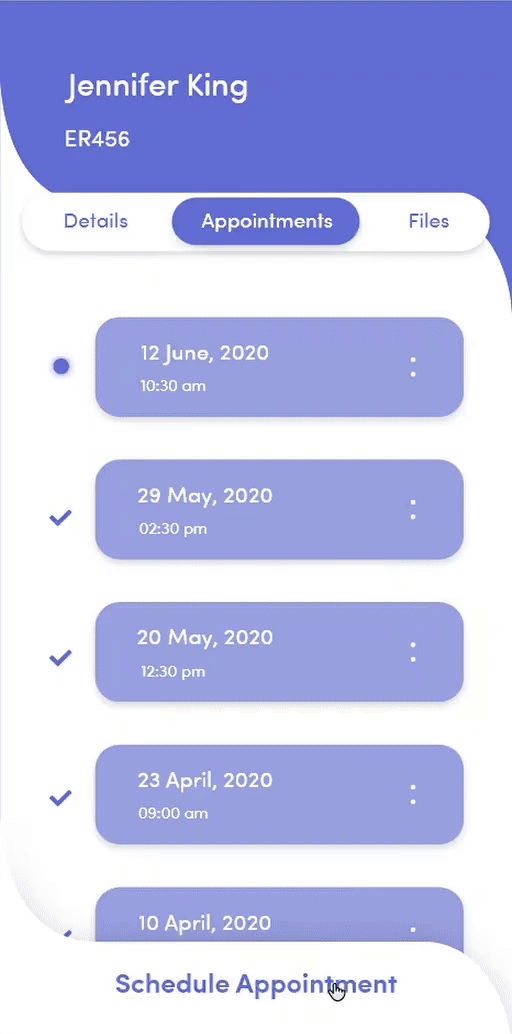 Jennifer King
ER456
Details Appointments Files
12 June, 2020
10:30 am
29 May, 2020
02:30 pm
20 May, 2020
12:30 pm
23 April, 2020
09:00 am
10 April, 2020
Schedule Appointment